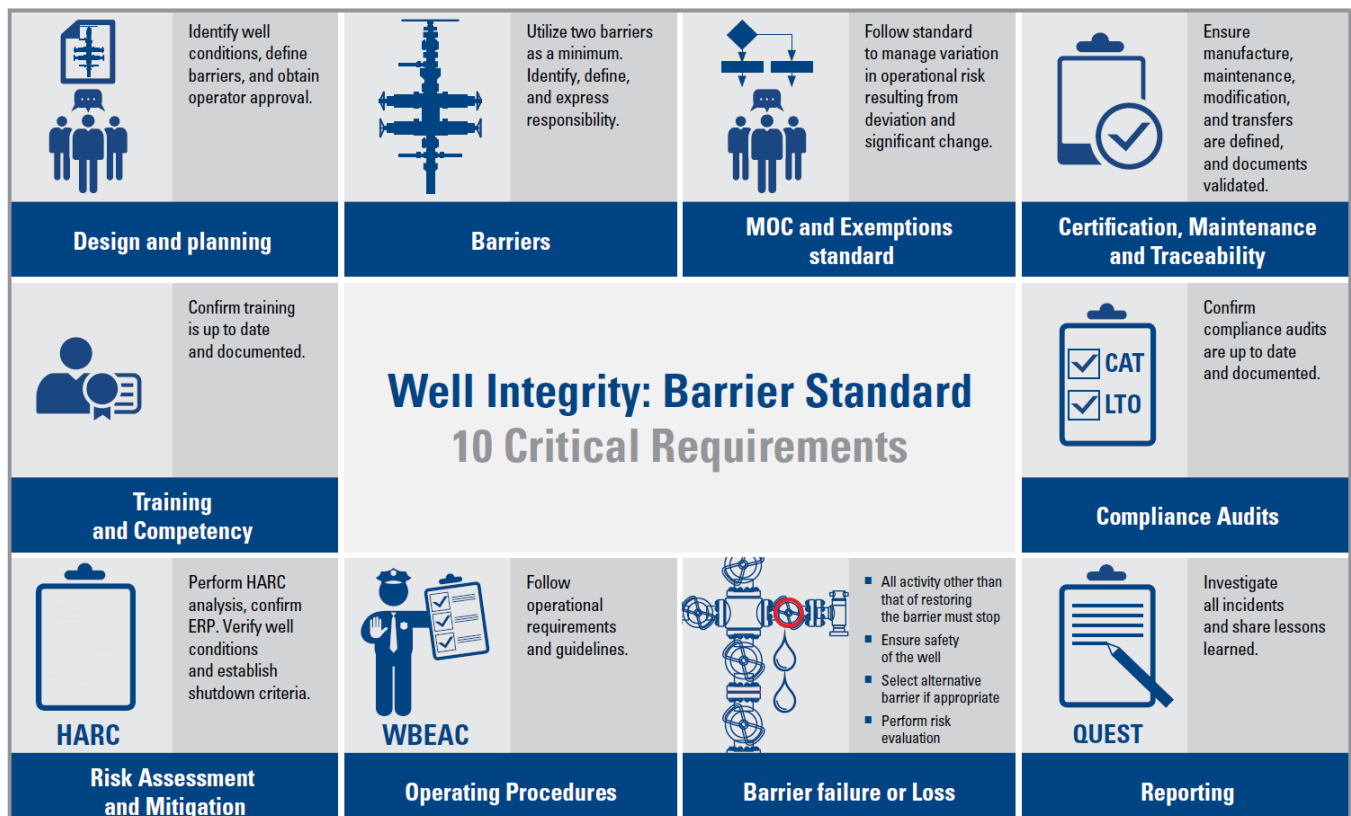 Identify well
conditions, define
barriers, and obtain
operator approval.
Design and planning
Utilize two barriers
as a minimum.
Identify, define,
and express
responsibility.
Barriers
Follow standard
to manage variation
in operational risk
resulting from
deviation and
significant change.
MOC and Exemptions
standard
Ensure
manufacture,
maintenance,
modification,
and transfers
are defined,
and documents
validated.
Certification, Maintenance
and Traceability
Confirm training
is up to date
and documented.
Training
and Competency
Well Integrity: Barrier Standard
10 Critical Requirements
CAT
LTO
Confirm
compliance audits
are up to date
and documented.
Compliance Audits
HARC
Perform HARC
analysis, confirm
ERP. Verify well
conditions
and establish
shutdown criteria.
Risk Assessment
and Mitigation
WBEAC
Follow
operational
requirements
and guidelines.
Operating Procedures
■ All activity other than
that of restoring
the barrier must stop
■ Ensure safety
of the well
■ Select alternative
barrier if appropriate
■ Perform risk
evaluation
Barrier failure or Loss
QUEST
Investigate
all incidents
and share lessons
learned.
Reporting